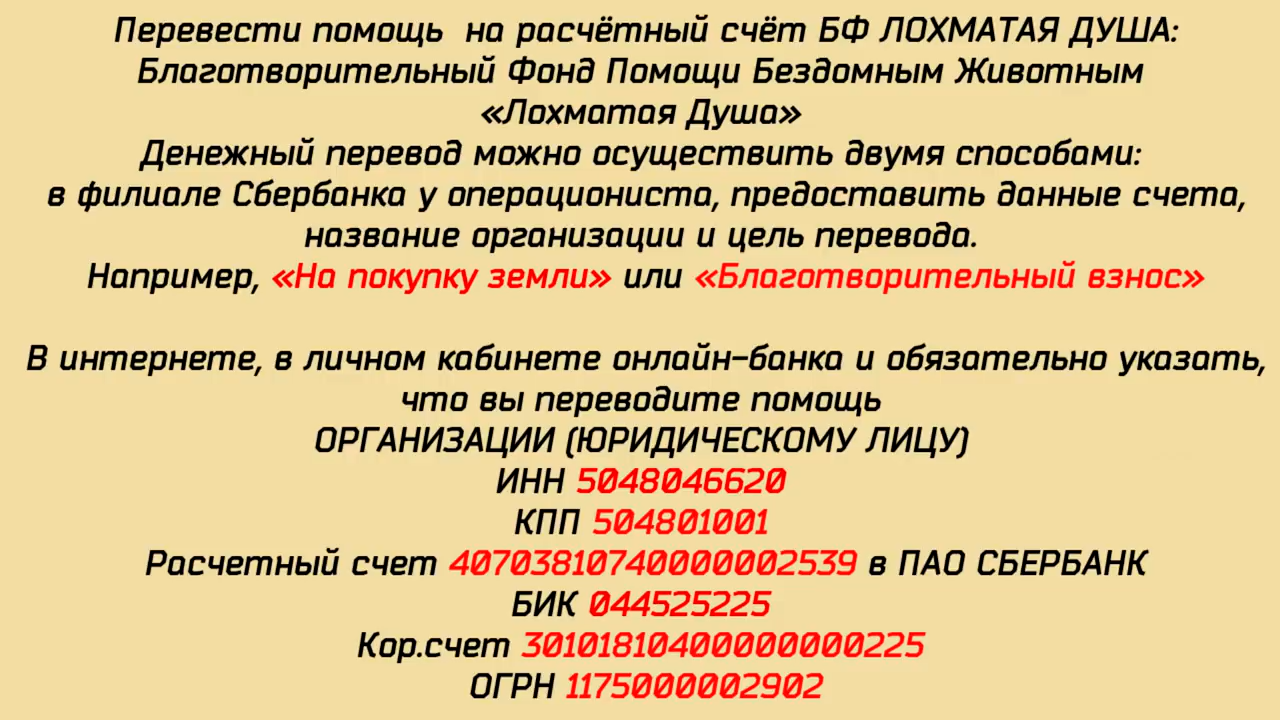 Перевести помощь на расчётный счёт БФ ЛОХМАТАЯ ДУША:
Благотворительный Фонд Помощи Бездомным Животным
«Лохматая Душа»
Денежный перевод можно осуществить двумя способами:
в филиале Сбербанка у операциониста, предоставить данные счета,
название организации и цель перевода.
Например, «На покупку земли» или «Благотворительный взнос»
В интернете, в личном кабинете онлайн-банка и обязательно указать,
что вы переводите помощь
ОРГАНИЗАЦИИ (ЮРИДИЧЕСКОМУ ЛИЦУ)
ИНН 5048046620
КПП 504801001
Расчетный счет 40703810740000002539 в ПАО СБЕРБАНК
БИК 044525225
Кор.счет 30101810400000000225
ОГРН 1175000002902